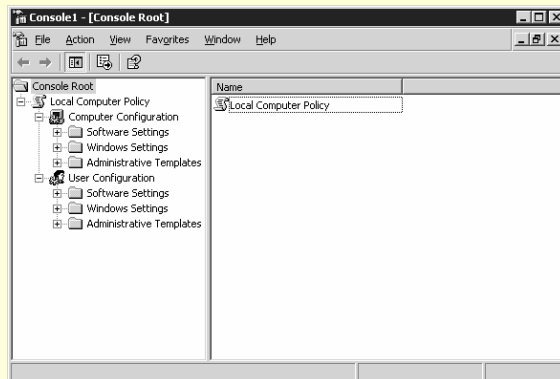 Console1 - [Console Root]
File Action View Favorites Window Help
Console Root
Local Computer Policy
Computer Configuration
Software Settings
Windows Settings
Administrative Templates
User Configuration
Software Settings
Windows Settings
Administrative Templates
Name
Local Computer Policy